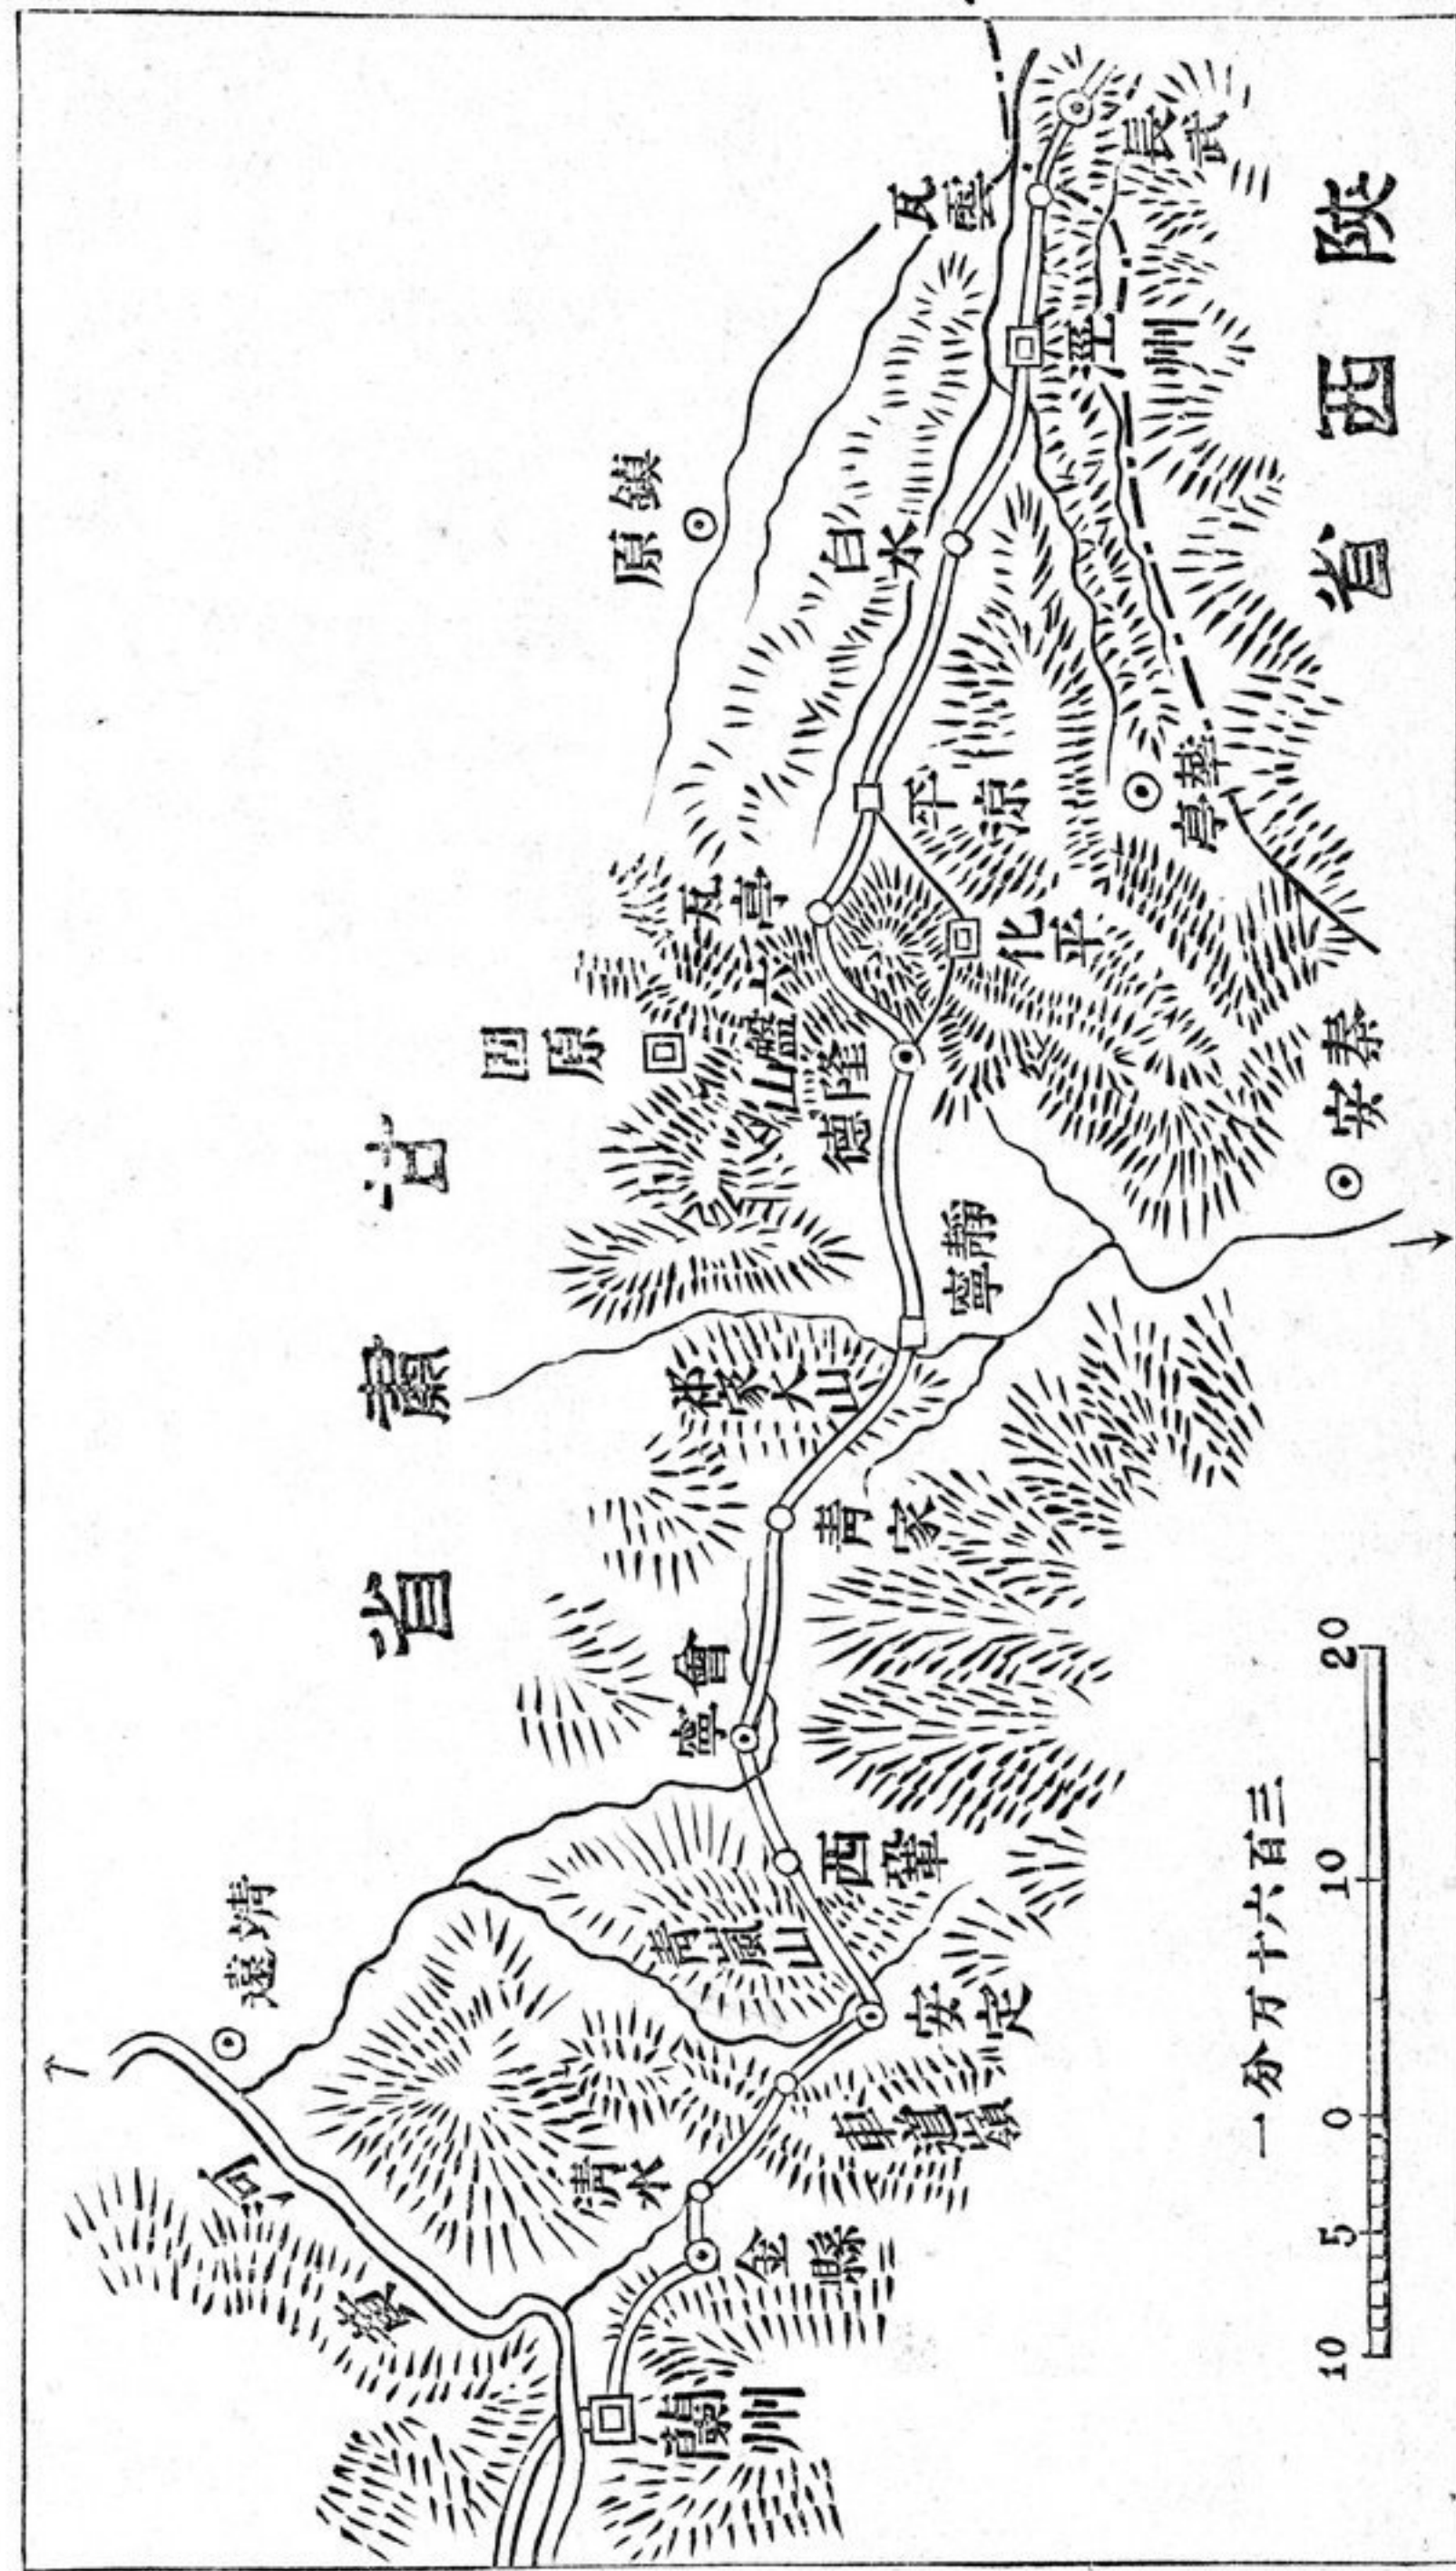 陝西省
甘肅省
長武
瓦雲
涇州
鎮原
白水
平涼
華亭
瓦亭
化平
固原
六盤山
隆德
秦安
靜寧
祁家大山
青家
會寧
西鞏
青嵐山
安定
靖遠
車道嶺
清水
金縣
黃河
蘭州
三百六十万分一
10 5 0 10 20